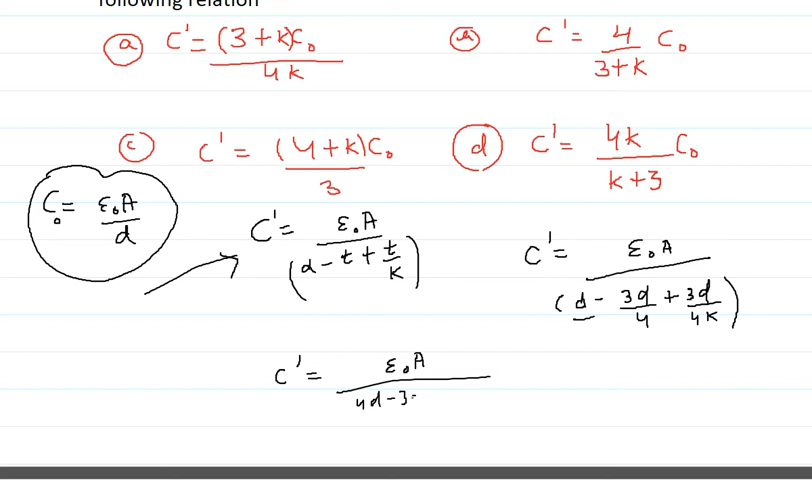 following relation
(a) C' = (3+k)C₀ / 4k
(b) C' = 4 / 3+k C₀
(c) C' = (4+k)C₀ / 3
(d) C' = 4k / k+3 C₀
C₀ = ε₀A / d
C' = ε₀A / (d - t + t/k)
C' = ε₀A / (d - 3d/4 + 3d/4k)
C' = ε₀A / 4d-3